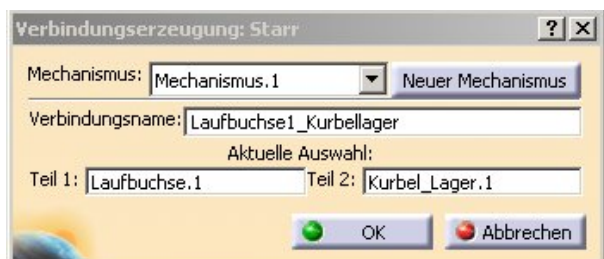 Verbindungserzeugung: Starr ? ×
Mechanismus: Mechanismus.1 Neuer Mechanismus
Verbindungsname: Laufbuchse1_Kurbellager
Aktuelle Auswahl:
Teil 1: Laufbuchse.1 Teil 2: Kurbel_Lager.1
OK Abbrechen